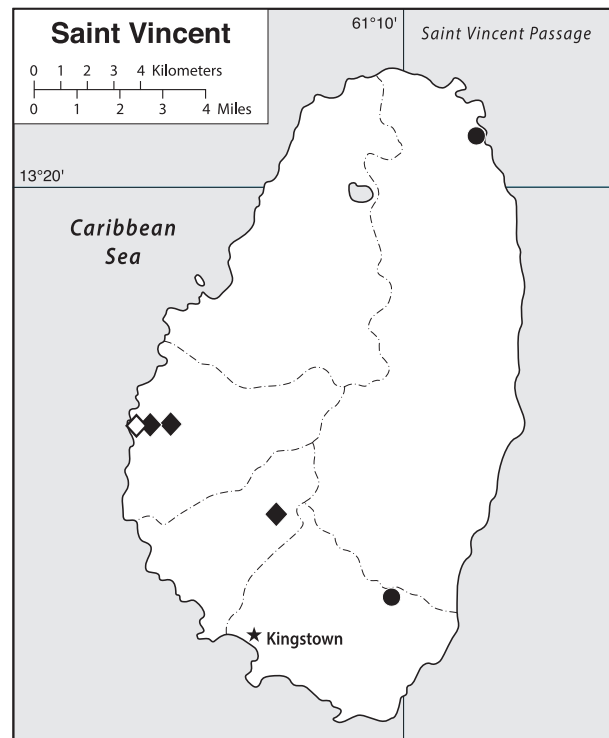 Saint Vincent
0 1 2 3 4 Kilometers
0 1 2 3 4 Miles
61°10'
Saint Vincent Passage
13°20'
Caribbean
Sea
Kingstown